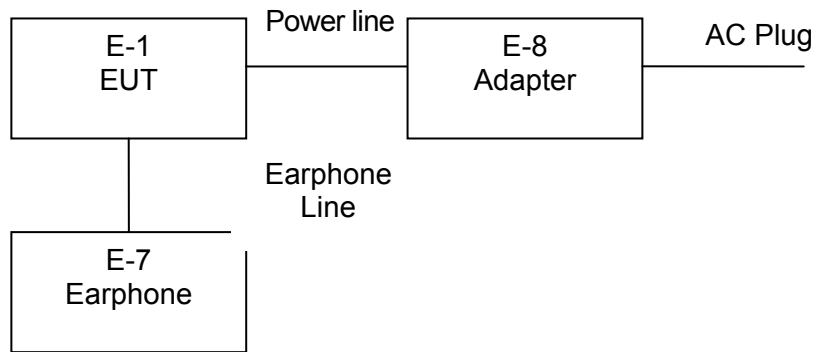 E-1
EUT
Power line
E-8
Adapter
AC Plug
Earphone
Line
E-7
Earphone